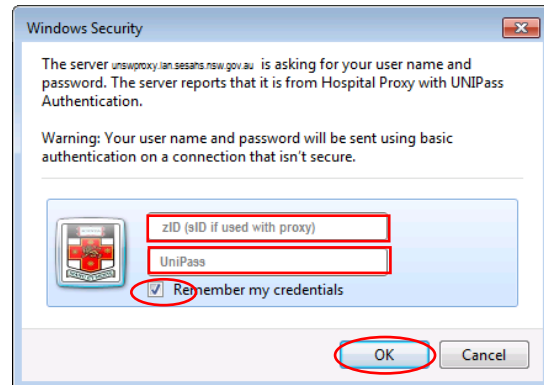 Windows Security
The server unswproxy.lan.sesahs.nsw.gov.au is asking for your user name and
password. The server reports that it is from Hospital Proxy with UNIPass
Authentication.
Warning: Your user name and password will be sent using basic
authentication on a connection that isn't secure.
zID (sID if used with proxy)
UniPass
Remember my credentials
OK
Cancel